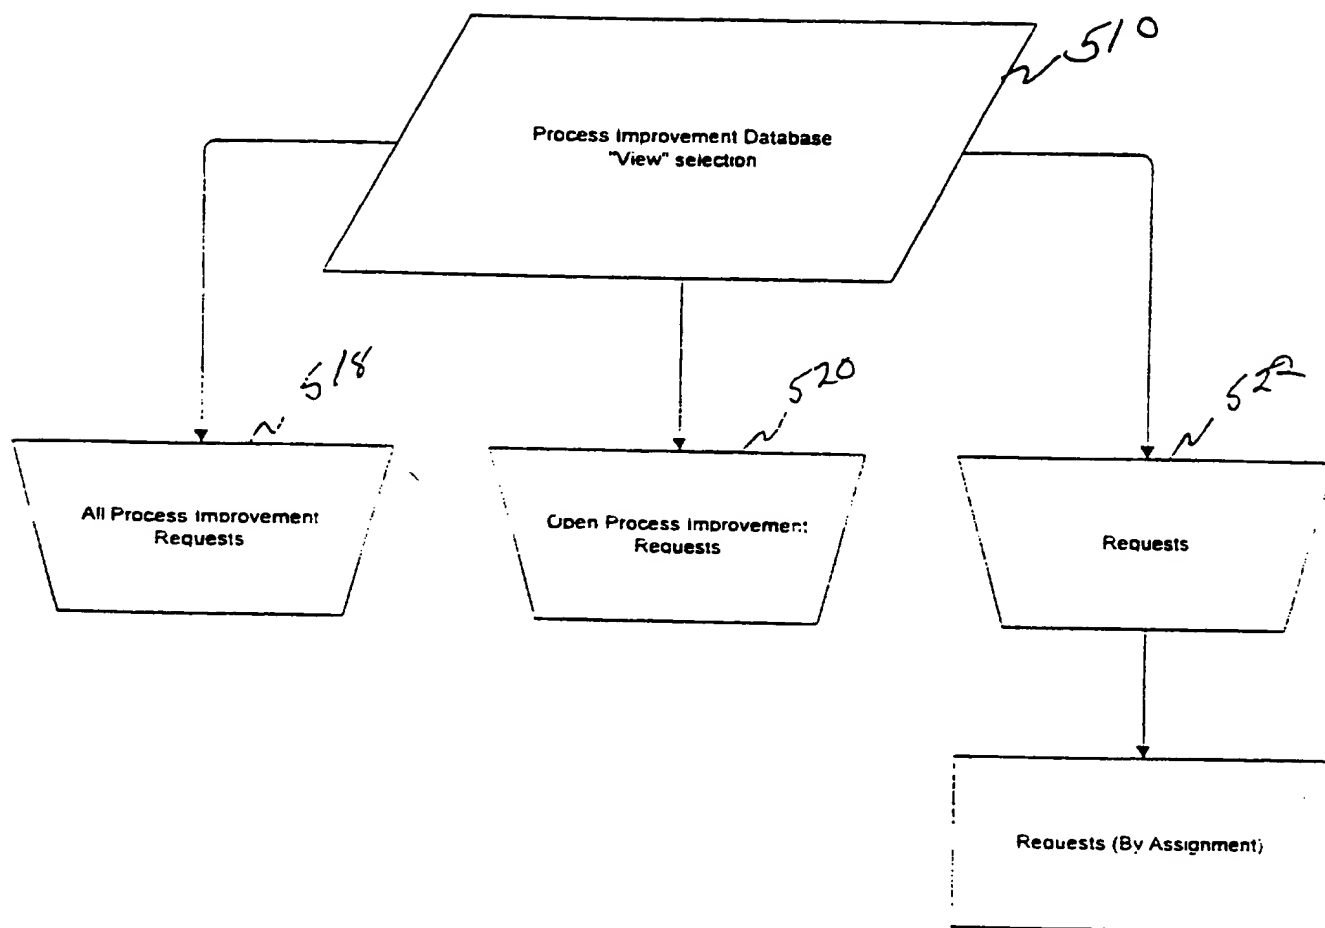 510
Process Improvement Database
"View" selection
518
520
522
All Process Improvement
Requests
Open Process Improvement
Requests
Requests
Requests (By Assignment)